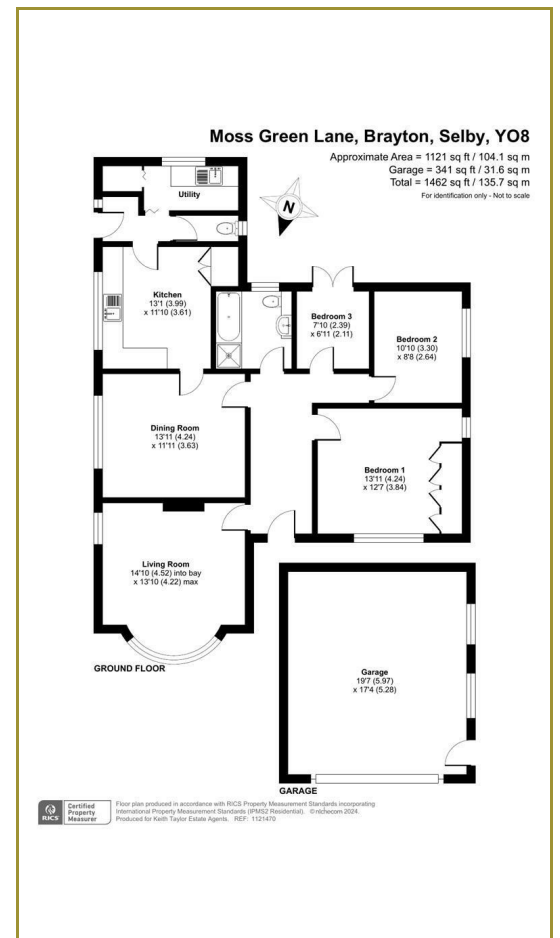 Moss Green Lane, Brayton, Selby, YO8
Approximate Area = 1121 sq ft / 104.1 sq m
Garage = 341 sq ft / 31.6 sq m
Total = 1462 sq ft / 135.7 sq m
For identification only - Not to scale
Utility
N
Kitchen
13'1 (3.99)
x 11'10 (3.61)
Bedroom 3
7'10 (2.39)
x 6'11 (2.11)
Bedroom 2
10'10 (3.30)
x 8'8 (2.64)
Dining Room
13'11 (4.24)
x 11'11 (3.63)
Bedroom 1
13'11 (4.24)
x 12'7 (3.84)
Living Room
14'10 (4.52) into bay
x 13'10 (4.22) max
GROUND FLOOR
Garage
19'7 (5.97)
x 17'4 (5.28)
GARAGE
RICS
Certified
Property
Measurer
Floor plan produced in accordance with RICS Property Measurement Standards incorporating
International Property Measurement Standards (IPMS2 Residential). © nichecom 2024.
Produced for Keith Taylor Estate Agents. REF: 1121470